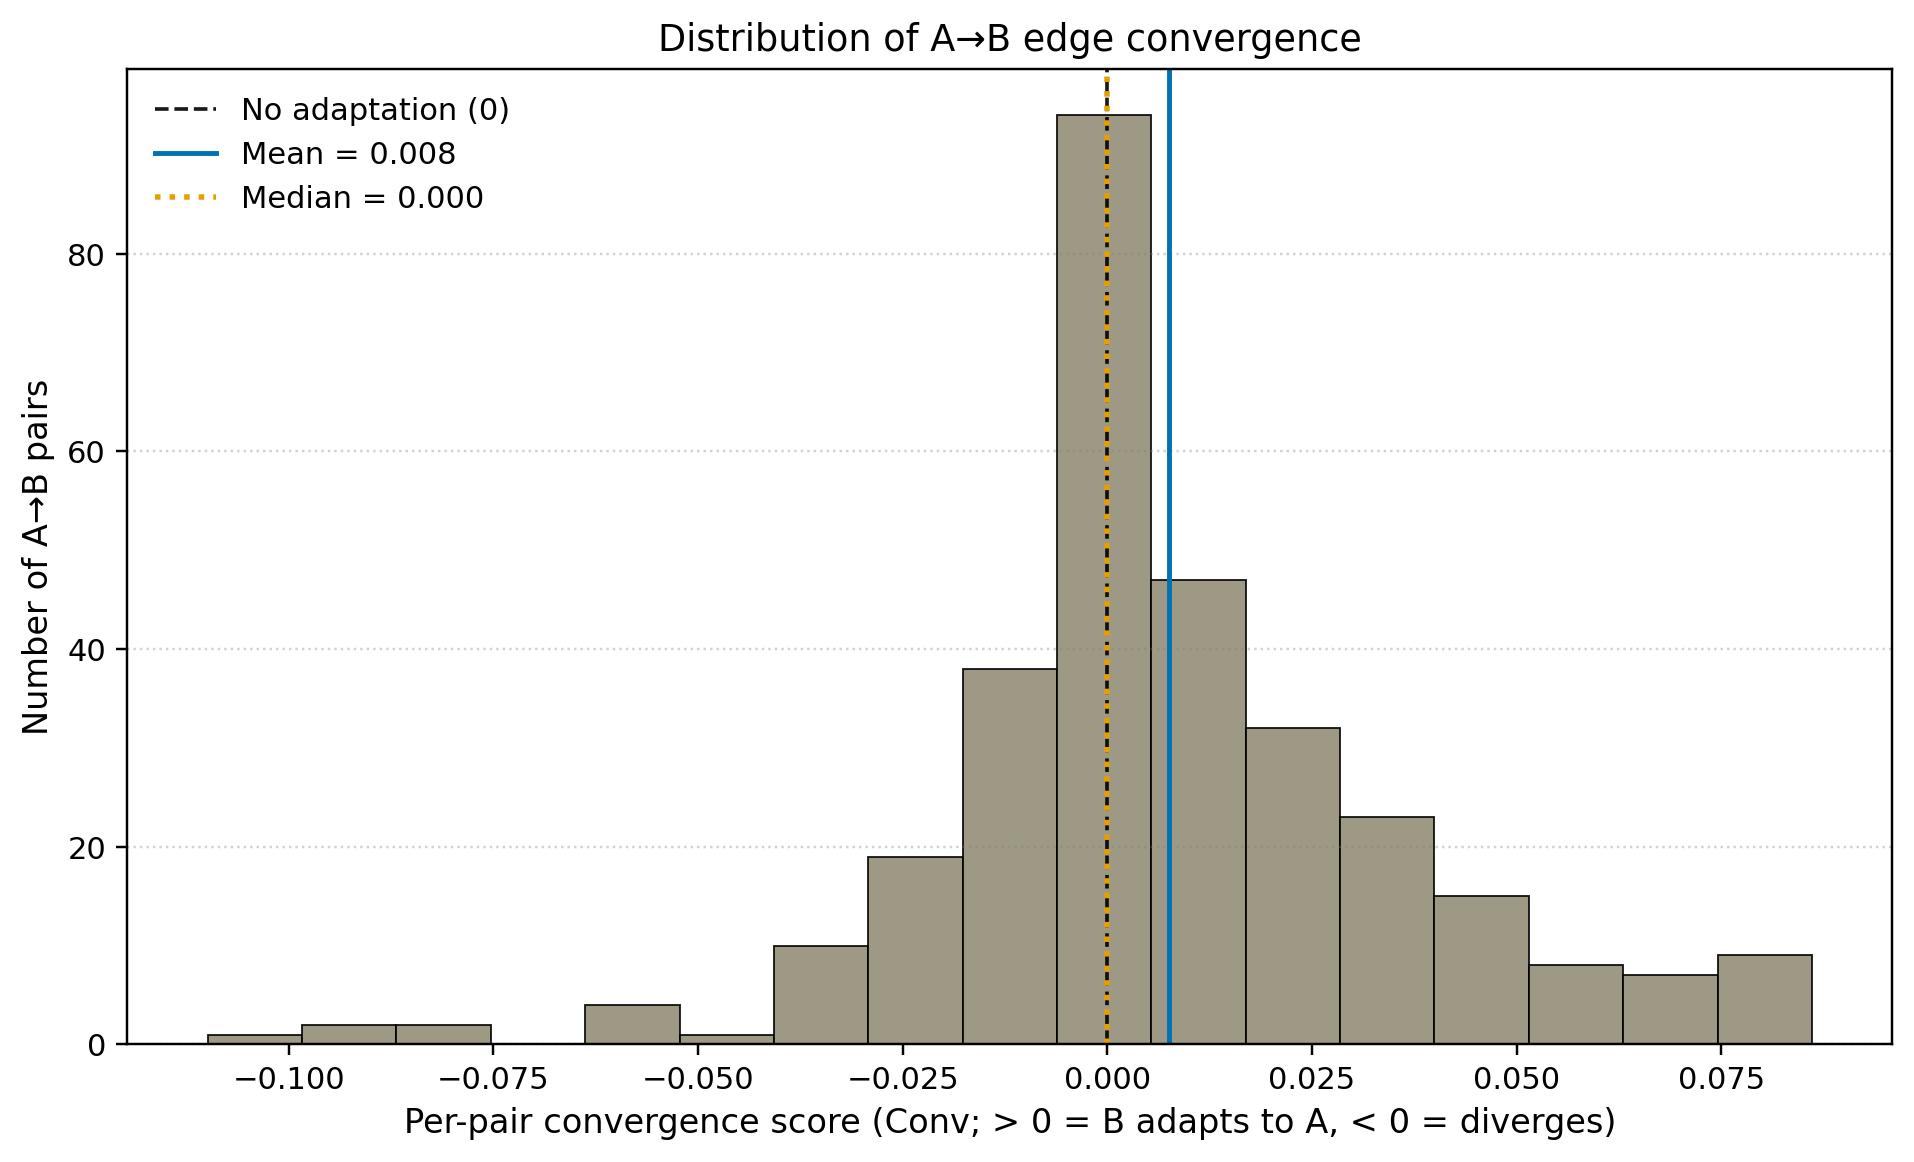 Distribution of A→B edge convergence
No adaptation (0)
Mean = 0.008
Median = 0.000
Number of A→B pairs
80
60
40
20
0
−0.100
−0.075
−0.050
−0.025
0.000
0.025
0.050
0.075
Per-pair convergence score (Conv; > 0 = B adapts to A, < 0 = diverges)